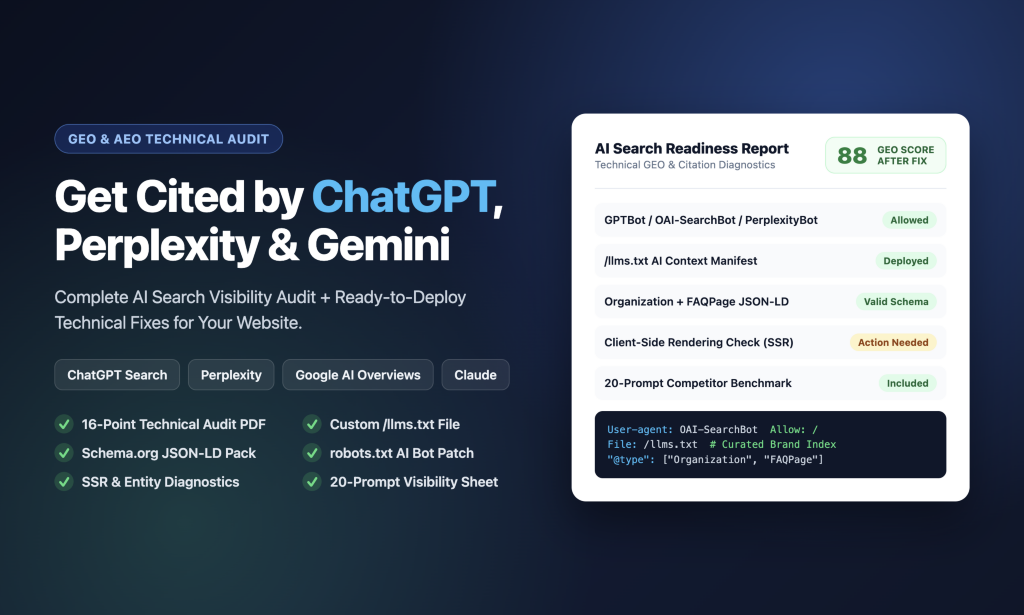 GEO & AEO TECHNICAL AUDIT
Get Cited by ChatGPT,
Perplexity & Gemini
Complete AI Search Visibility Audit + Ready-to-Deploy
Technical Fixes for Your Website.
ChatGPT Search
Perplexity
Google AI Overviews
Claude
16-Point Technical Audit PDF
Custom /llms.txt File
Schema.org JSON-LD Pack
robots.txt AI Bot Patch
SSR & Entity Diagnostics
20-Prompt Visibility Sheet
AI Search Readiness Report
Technical GEO & Citation Diagnostics
88
GEO SCORE
AFTER FIX
GPTBot / OAI-SearchBot / PerplexityBot
Allowed
/llms.txt AI Context Manifest
Deployed
Organization + FAQPage JSON-LD
Valid Schema
Client-Side Rendering Check (SSR)
Action Needed
20-Prompt Competitor Benchmark
Included
User-agent: OAI-SearchBot  Allow: /
File: /llms.txt  # Curated Brand Index
"@type": ["Organization", "FAQPage"]